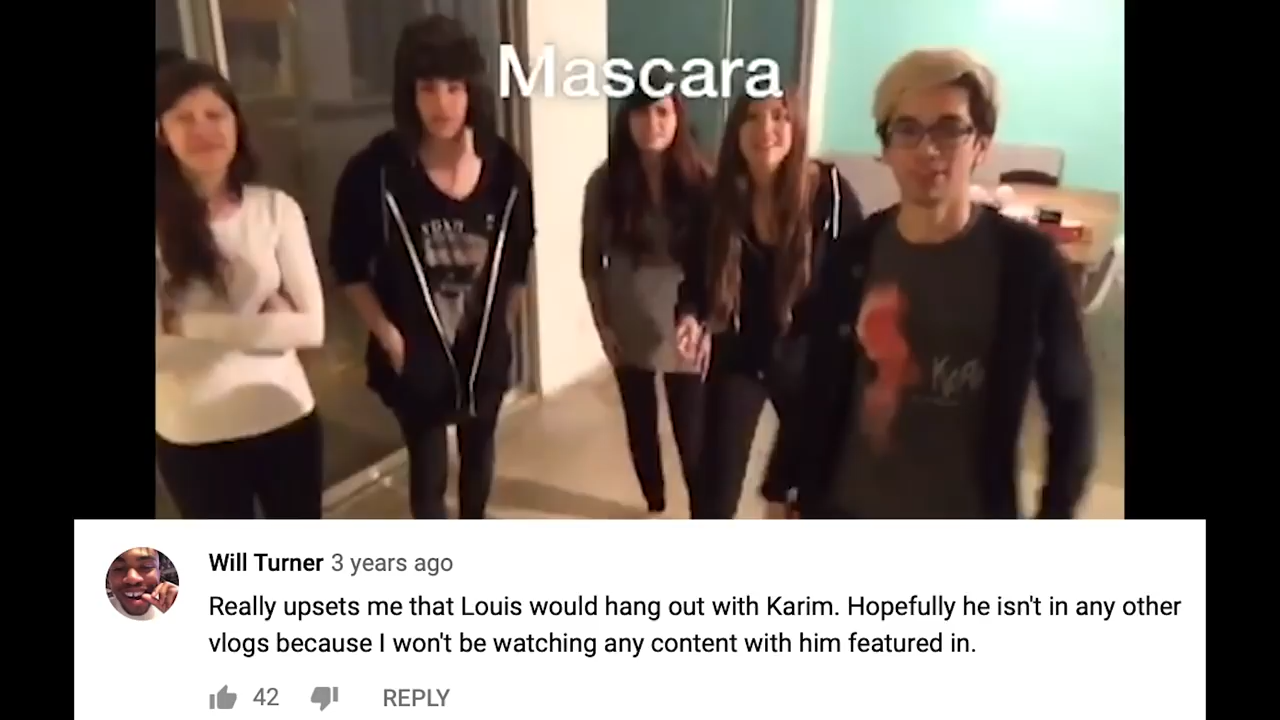 Mascara
Will Turner 3 years ago
Really upsets me that Louis would hang out with Karim. Hopefully he isn't in any other
vlogs because I won't be watching any content with him featured in.
42 REPLY